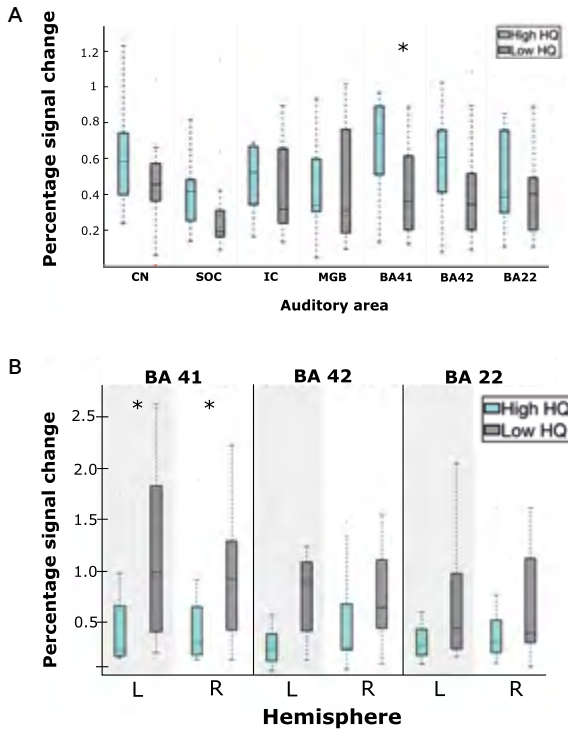 A
Percentage signal change
1.2
1
0.8
0.6
0.4
0.2
*
High HQ
Low HQ
CN SOC IC MGB BA41 BA42 BA22
Auditory area
B
BA 41 BA 42 BA 22
Percentage signal change
2.5
2.0
1.5
1.0
0.5
* *
High HQ
Low HQ
L R L R L R
Hemisphere